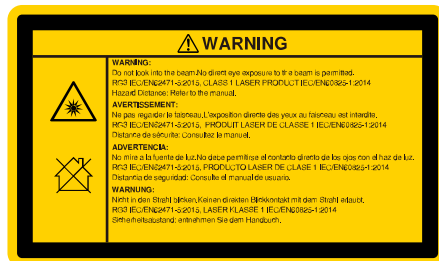 WARNING
WARNING:
Do not look into the beam.No direct eye exposure to the beam is permitted.
RG3 IEC/EN62471-5:2015, CLASS 1 LASER PRODUCT IEC/EN60825-1:2014
Hazard Distance: Refer to the manual.
AVERTISSEMENT:
Ne pas regarder le faisceau.L'exposition directe des yeux au faisceau est interdite.
RG3 IEC/EN62471-5:2015, PRODUIT LASER DE CLASSE 1 IEC/EN60825-1:2014
Distance de sécurité: Consultez le manuel.
ADVERTENCIA:
No mire a la fuente de luz.No debe permitirse el contacto directo de los ojos con el haz de luz.
RG3 IEC/EN62471-5:2015, PRODUCTO LASER DE CLASE 1 IEC/EN60825-1:2014
Distancia de seguridad: Consulte el manual de usuario.
WARNUNG:
Nicht in den Strahl blicken.Keinen direkten Blickkontakt mit dem Strahl erlaubt.
RG3 IEC/EN62471-5:2015, LASER KLASSE 1 IEC/EN60825-1:2014
Sicherheitsabstand: entnehmen Sie dem Handbuch.